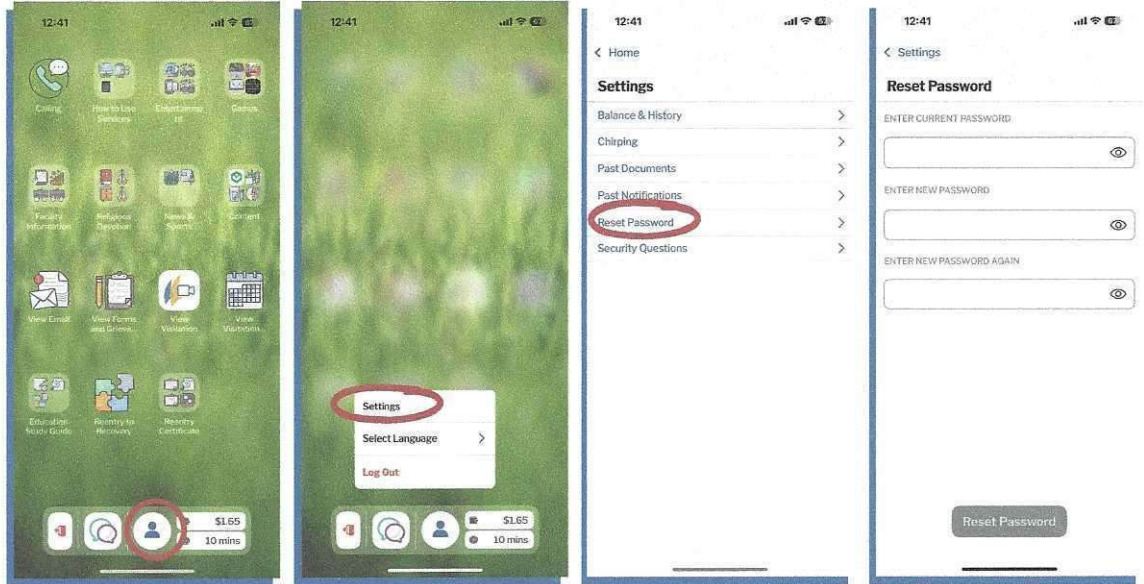 12:41
Calling
How to Use
Services
Entertainme
nt
Games
Facility
Information
Religious
Devotion
News &
Sports
Content
View Email
View Forms
and Grieva...
View
Visitation
View
Visitation...
Education
Study Guide
Reentry to
Recovery
Reentry
Certificate
$1.65
10 mins
12:41
Settings
Select Language
Log Out
$1.65
10 mins
12:41
Home
Settings
Balance & History
Chirping
Past Documents
Past Notifications
Reset Password
Security Questions
12:41
Settings
Reset Password
ENTER CURRENT PASSWORD
ENTER NEW PASSWORD
ENTER NEW PASSWORD AGAIN
Reset Password